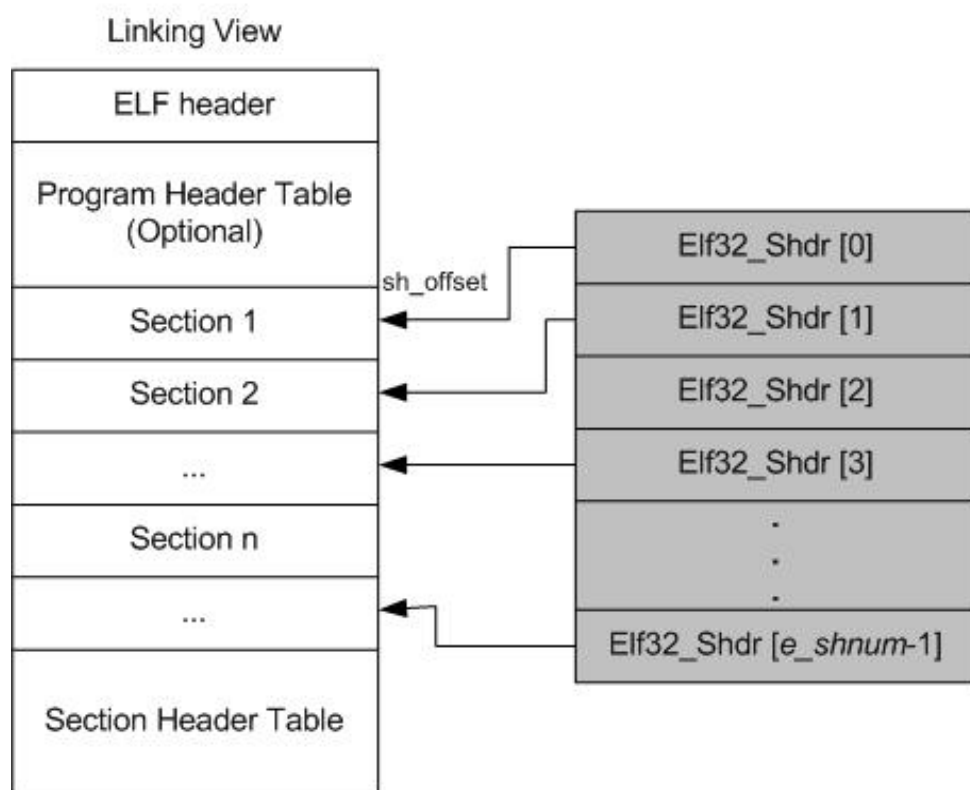 Linking View
ELF header
Program Header Table
(Optional)
Section 1
Section 2
...
Section n
...
Section Header Table
sh_offset
Elf32_Shdr [0]
Elf32_Shdr [1]
Elf32_Shdr [2]
Elf32_Shdr [3]
.
.
.
Elf32_Shdr [e_shnum-1]